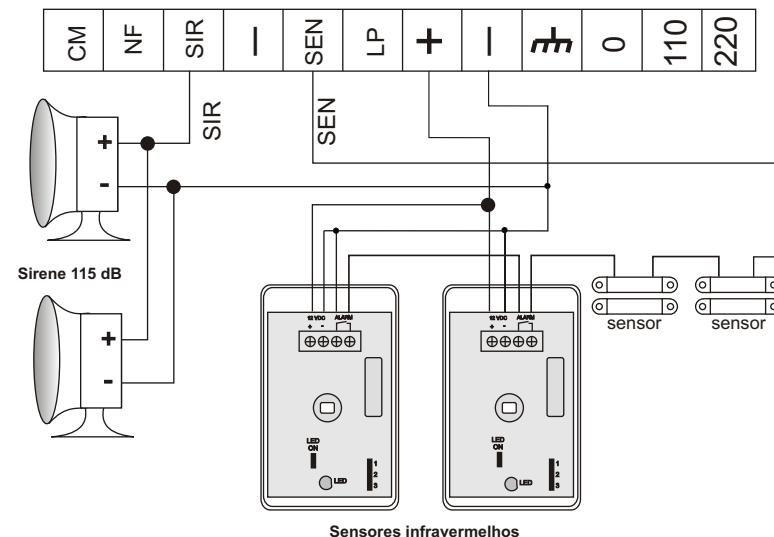 CM NF SIR — SEN LP + — 0 110 220
SIR
SEN
+
-
Sirene 115 dB
+
-
12 VDC ALARM
+ -
LED
ON
LED
1
2
3
12 VDC ALARM
+ -
LED
ON
LED
1
2
3
sensor
sensor
Sensores infravermelhos